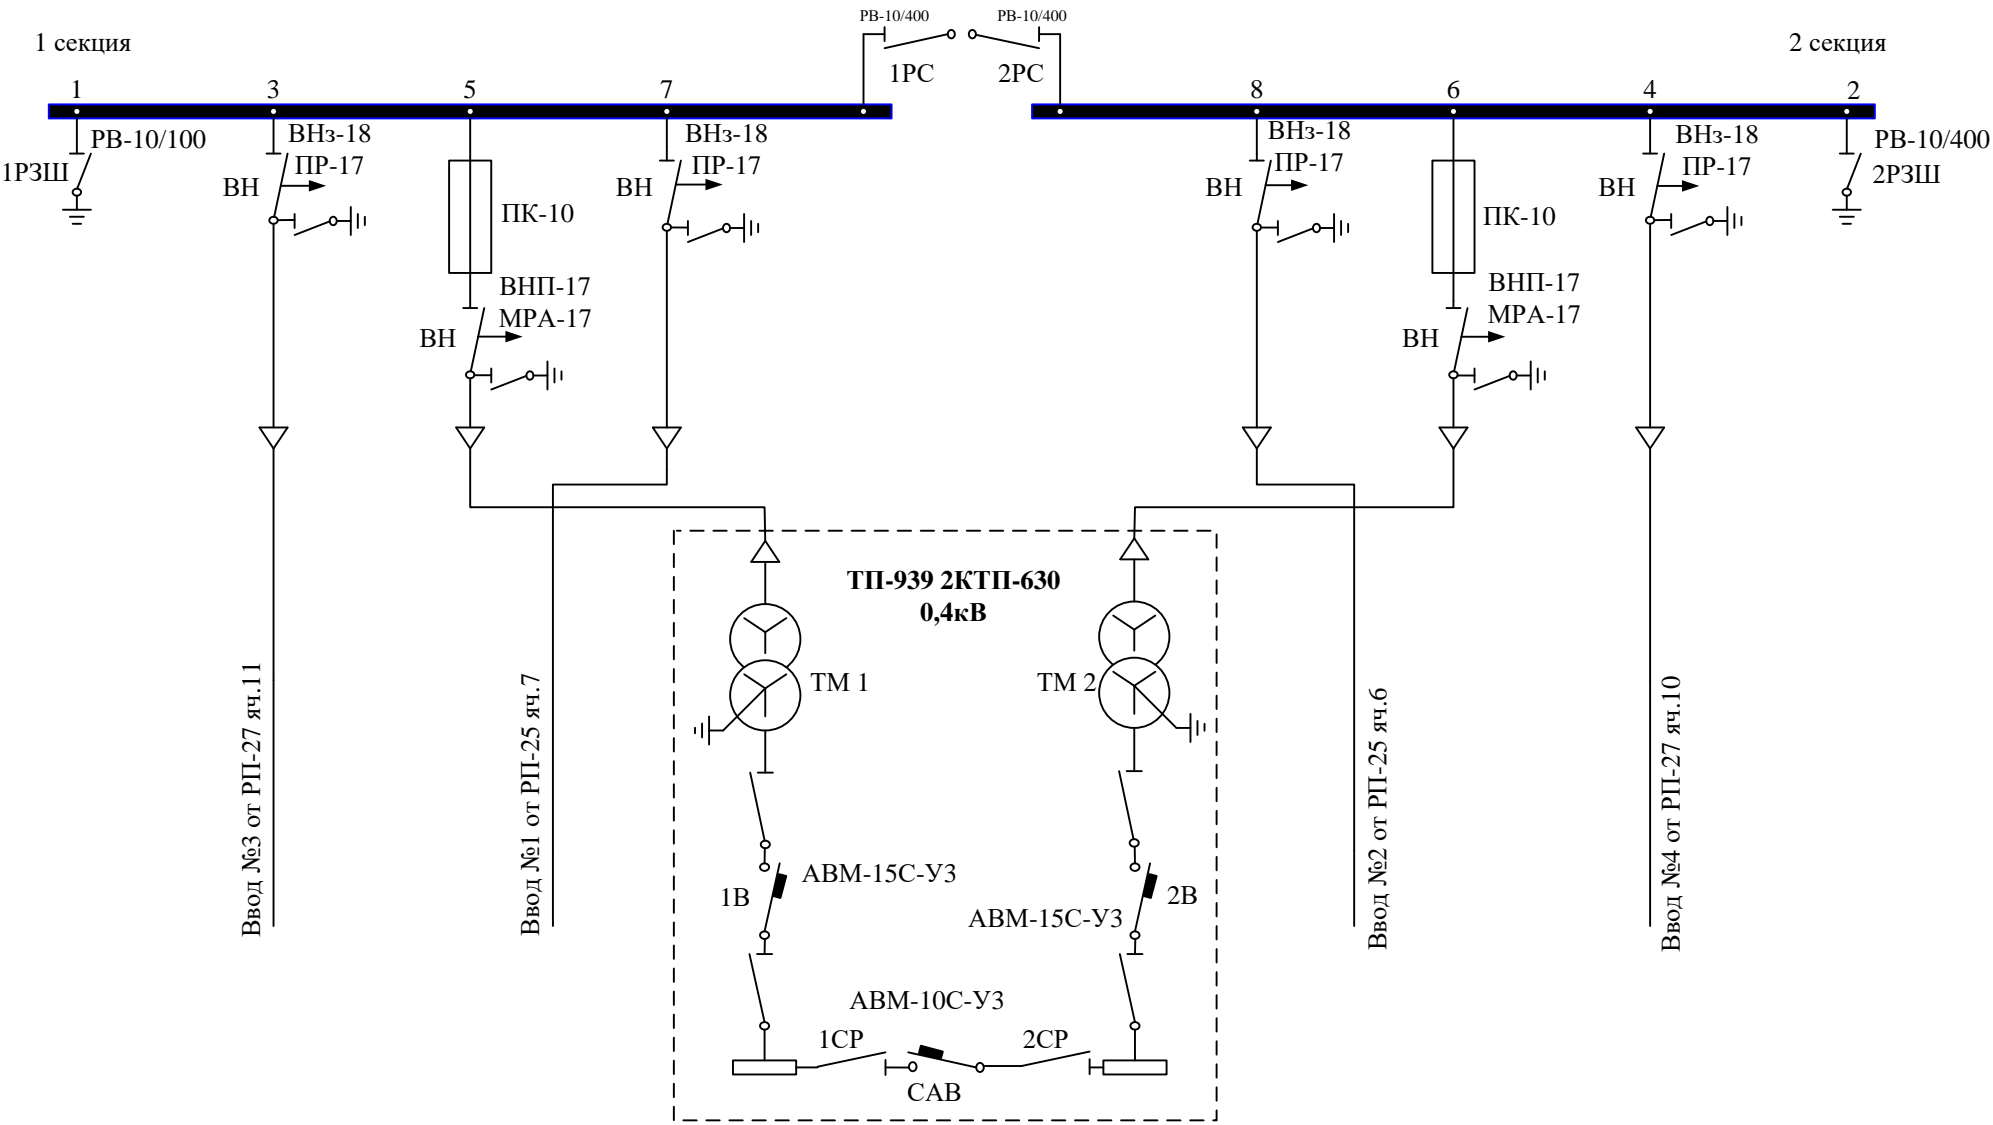 РВ-10/400
РВ-10/400
1 секция
2 секция
1РС
2РС
1
3
5
7
8
6
4
2
РВ-10/100
1РЗШ
ВНз-18
ПР-17
ВН
ПК-10
ВНП-17
МРА-17
ВН
ВНз-18
ПР-17
ВН
ВНз-18
ПР-17
ВН
ПК-10
ВНП-17
МРА-17
ВН
ВНз-18
ПР-17
ВН
РВ-10/400
2РЗШ
ТП-939 2КТП-630
0,4кВ
ТМ 1
ТМ 2
Ввод №3 от РП-27 яч.11
Ввод №1 от РП-25 яч.7
Ввод №2 от РП-25 яч.6
Ввод №4 от РП-27 яч.10
1В
АВМ-15С-У3
АВМ-15С-У3
2В
АВМ-10С-У3
1СР
2СР
САВ